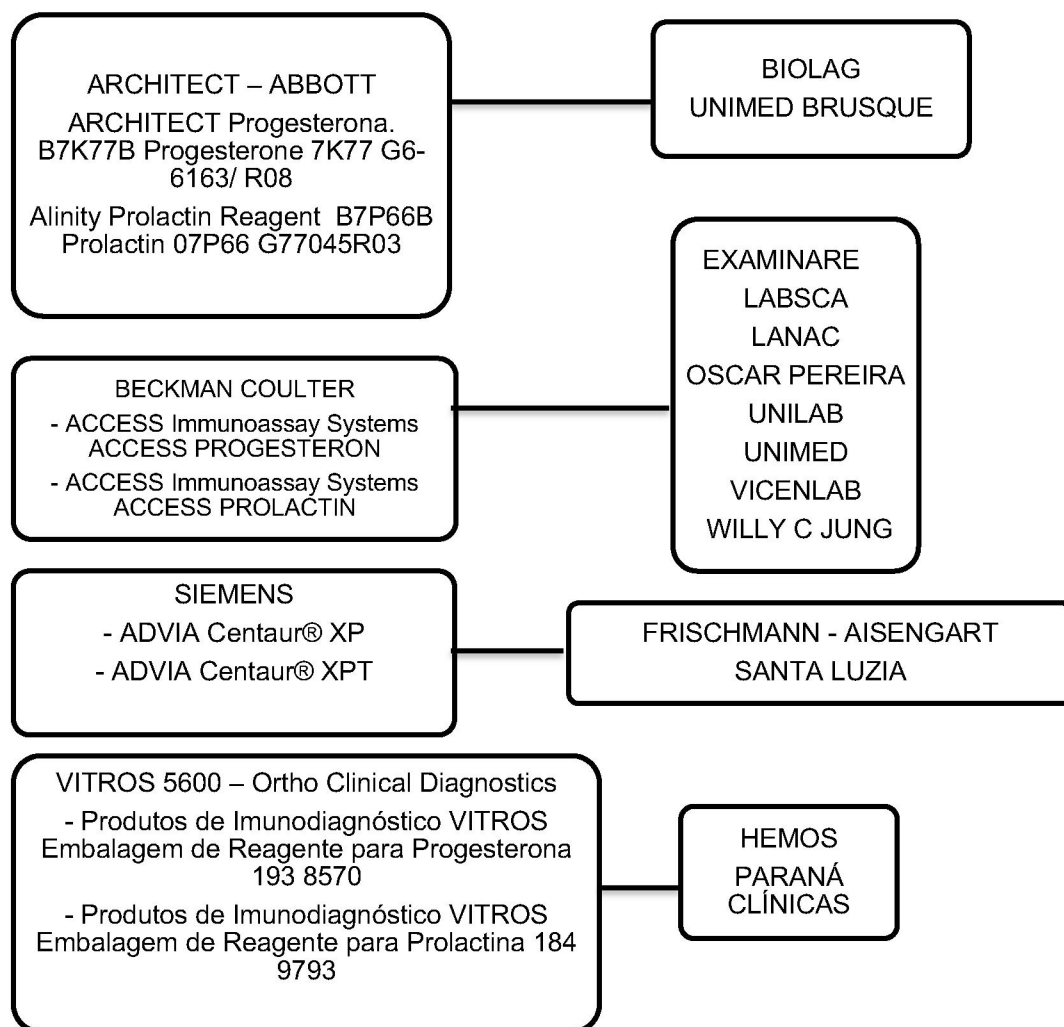 ARCHITECT – ABBOTT
ARCHITECT Progesterona.
B7K77B Progesterone 7K77 G6-
6163/ R08
Alinity Prolactin Reagent B7P66B
Prolactin 07P66 G77045R03
BIOLAG
UNIMED BRUSQUE
BECKMAN COULTER
- ACCESS Immunoassay Systems
ACCESS PROGESTERON
- ACCESS Immunoassay Systems
ACCESS PROLACTIN
EXAMINARE
LABSCA
LANAC
OSCAR PEREIRA
UNILAB
UNIMED
VICENLAB
WILLY C JUNG
SIEMENS
- ADVIA Centaur® XP
- ADVIA Centaur® XPT
FRISCHMANN - AISENGART
SANTA LUZIA
VITROS 5600 – Ortho Clinical Diagnostics
- Produtos de Imunodiagnóstico VITROS
Embalagem de Reagente para Progesterona
193 8570
- Produtos de Imunodiagnóstico VITROS
Embalagem de Reagente para Prolactina 184
9793
HEMOS
PARANÁ
CLÍNICAS